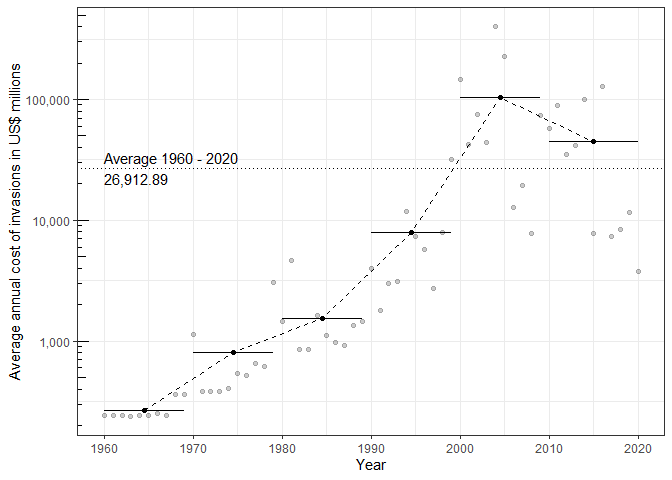 Average annual cost of invasions in US$ millions
100,000
10,000
1,000
Average 1960 - 2020
26,912.89
1960 1970 1980 1990 2000 2010 2020
Year